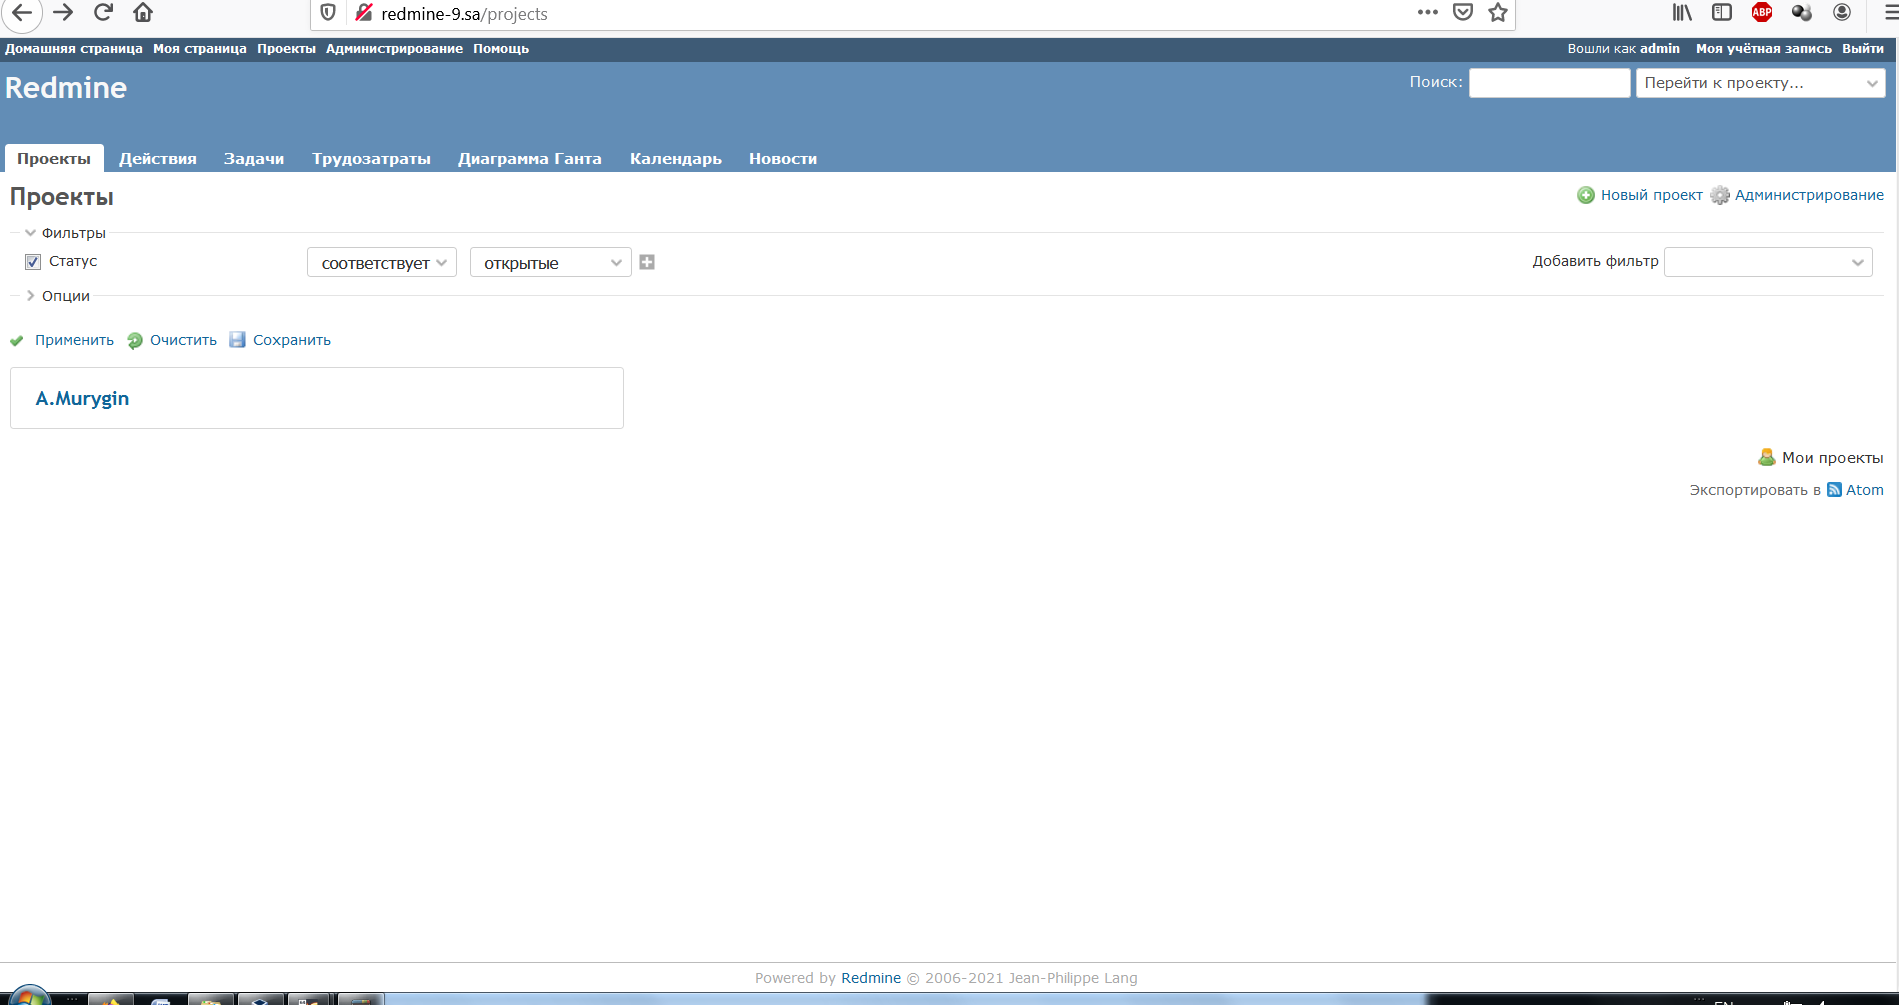 redmine-9.sa/projects
ABP
Домашняя страница Моя страница Проекты Администрирование Помощь Вошли как admin Моя учётная запись Выйти
Redmine Поиск: Перейти к проекту...
Проекты Действия Задачи Трудозатраты Диаграмма Ганта Календарь Новости
Проекты Новый проект Администрирование
Фильтры
Статус соответствует открытые Добавить фильтр
Опции
Применить Очистить Сохранить
A.Murygin
Мои проекты
Экспортировать в Atom
Powered by Redmine © 2006-2021 Jean-Philippe Lang
EN